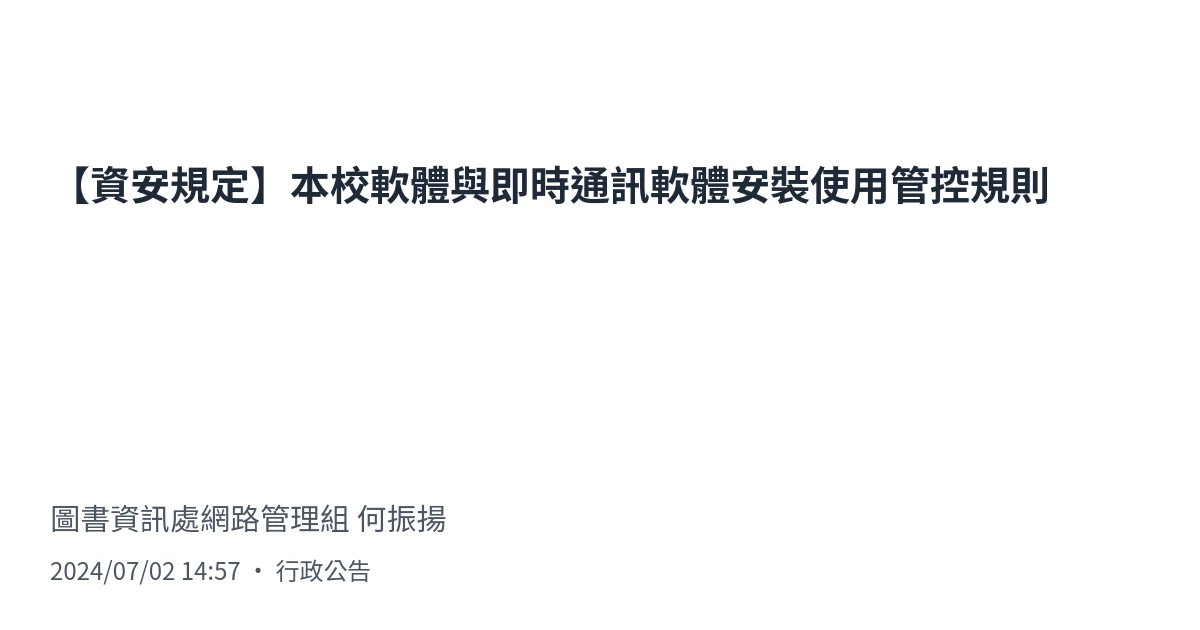 【資安規定】本校軟體與即時通訊軟體安裝使用管控規則
圖書資訊處網路管理組 何振揚
2024/07/02 14:57 • 行政公告